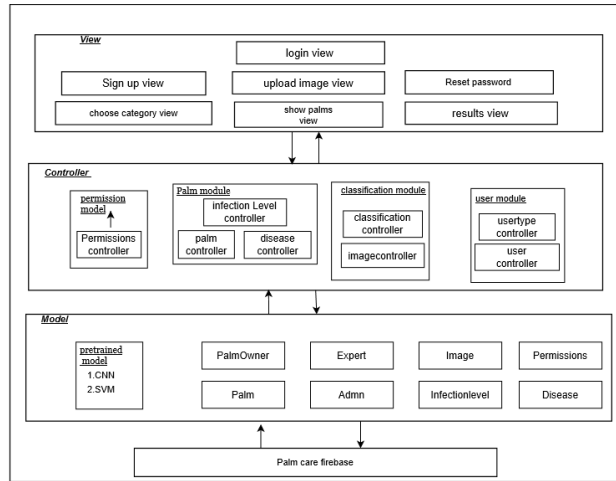 View
login view
Sign up view
upload image view
Reset password
choose category view
show palms
view
results view
Controller
permission
model
Permissions
controller
Palm module
infection Level
controller
palm
controller
disease
controller
classification module
classification
controller
imagecontroller
user module
usertype
controller
user
controller
Model
pretrained
model
1.CNN
2.SVM
PalmOwner
Expert
Image
Permissions
Palm
Admn
Infectionlevel
Disease
Palm care firebase